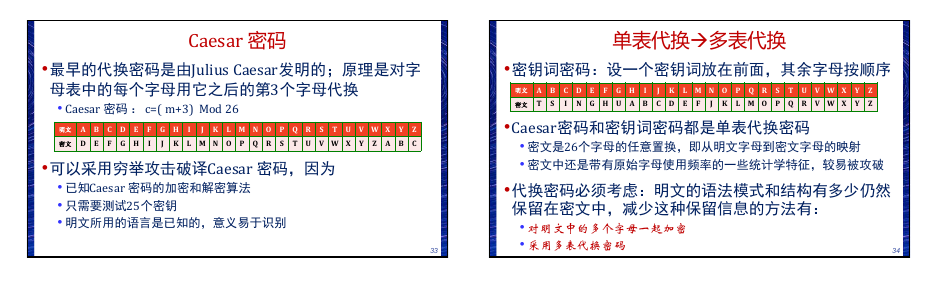 Caesar 密码
•最早的代换密码是由Julius Caesar发明的；原理是对字
母表中的每个字母用它之后的第3个字母代换
•Caesar 密码： c=( m+3) Mod 26
明文 A B C D E F G H I J K L M N O P Q R S T U V W X Y Z
密文 D E F G H I J K L M N O P Q R S T U V W X Y Z A B C
•可以采用穷举攻击破译Caesar 密码，因为
•已知Caesar 密码的加密和解密算法
•只需要测试25个密钥
•明文所用的语言是已知的，意义易于识别
33
单表代换→多表代换
•密钥词密码：设一个密钥词放在前面，其余字母按顺序
明文 A B C D E F G H I J K L M N O P Q R S T U V W X Y Z
密文 T S I N G H U A B C D E F J K L M O P Q R V W X Y Z
•Caesar密码和密钥词密码都是单表代换密码
•密文是26个字母的任意置换，即从明文字母到密文字母的映射
•密文中还是带有原始字母使用频率的一些统计学特征，较易被攻破
•代换密码必须考虑：明文的语法模式和结构有多少仍然
保留在密文中，减少这种保留信息的方法有：
•对明文中的多个字母一起加密
•采用多表代换密码
34